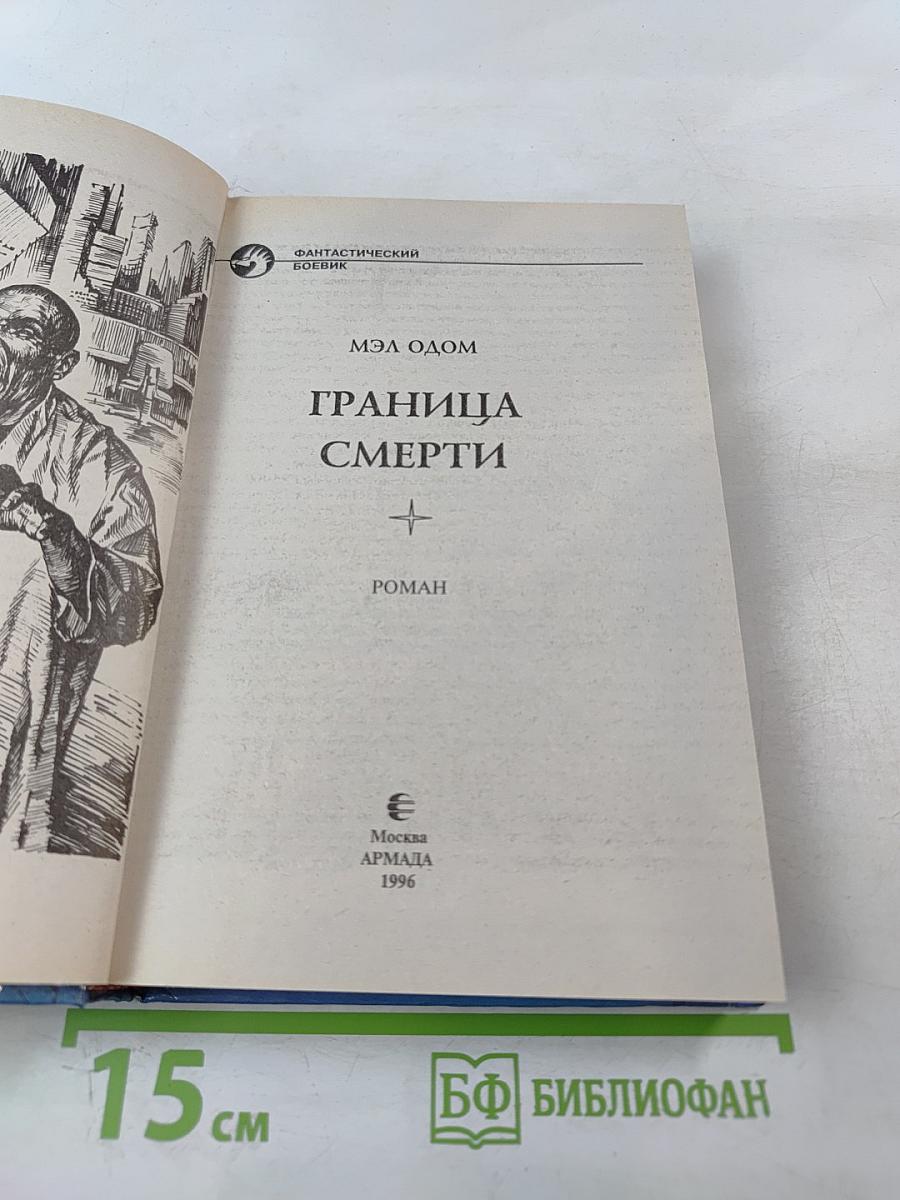 ФАНТАСТИЧЕСКИЙ
БОЕВИК
МЭЛ ОДОМ
ГРАНИЦА
СМЕРТИ
РОМАН
Москва
АРМАДА
1996
15 см
БФ БИБЛИОФАН